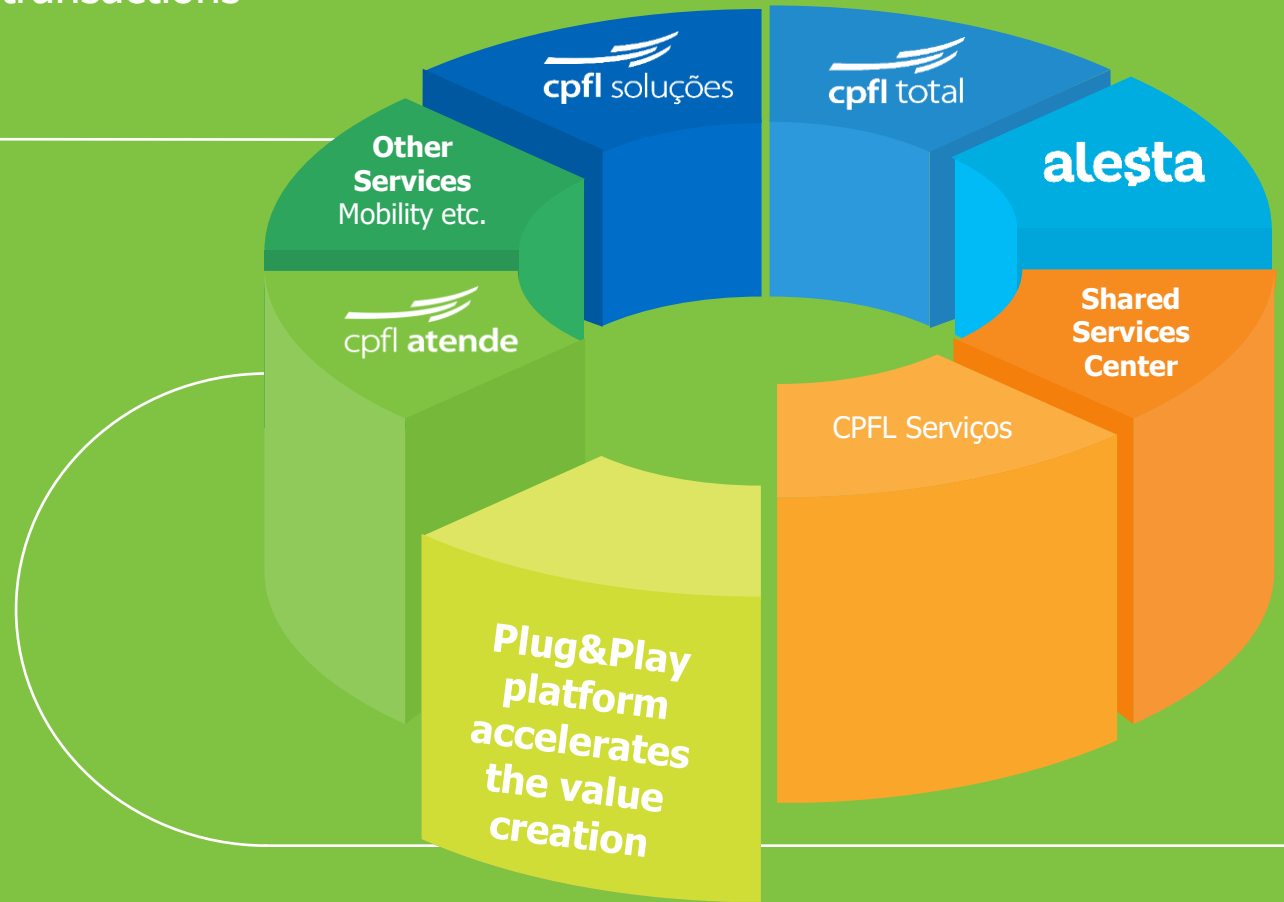 transactions
cpfl soluções
cpfl total
Other
Services
Mobility etc.
alesta
cpfl atende
Shared
Services
Center
CPFL Serviços
Plug&Play
platform
accelerates
the value
creation